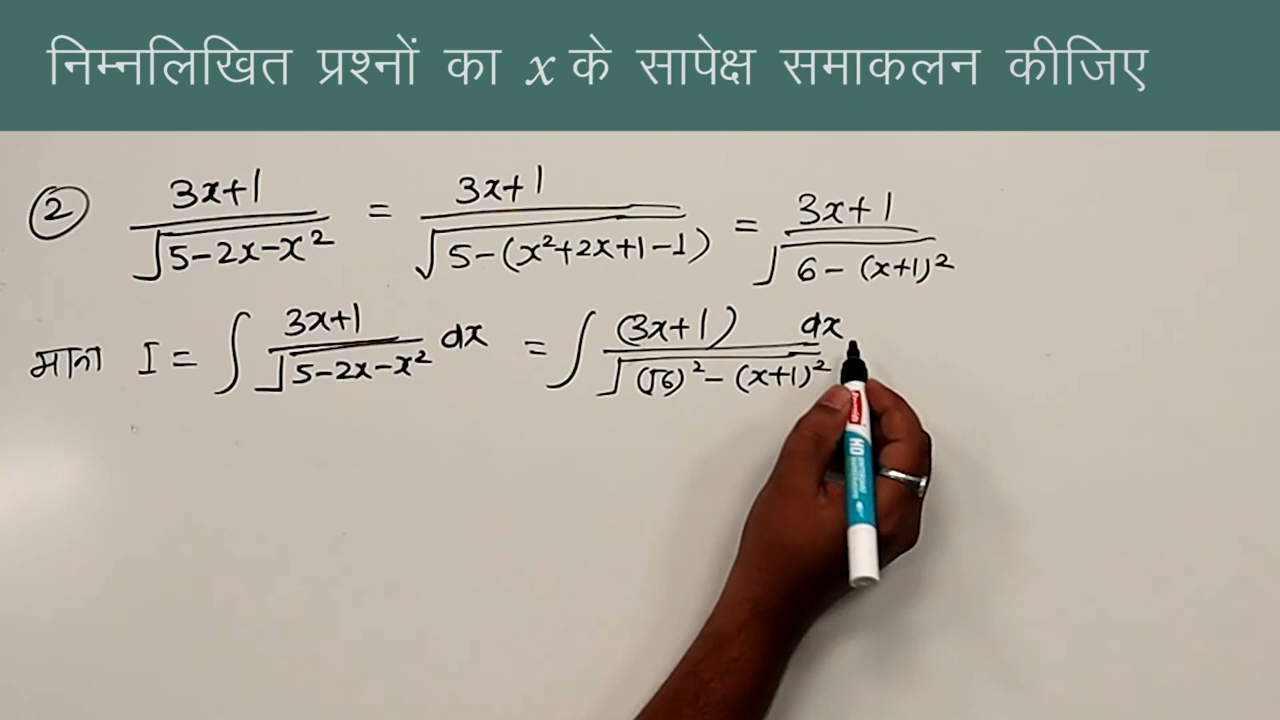 निम्नलिखित प्रश्नों का x के सापेक्ष समाकलन कीजिए
② (3x+1)/√(5-2x-x²) = (3x+1)/√(5-(x²+2x+1-1)) = (3x+1)/√(6-(x+1)²)
माना I = ∫ (3x+1)/√(5-2x-x²) dx = ∫ (3x+1) dx/√((√6)²-(x+1)²)